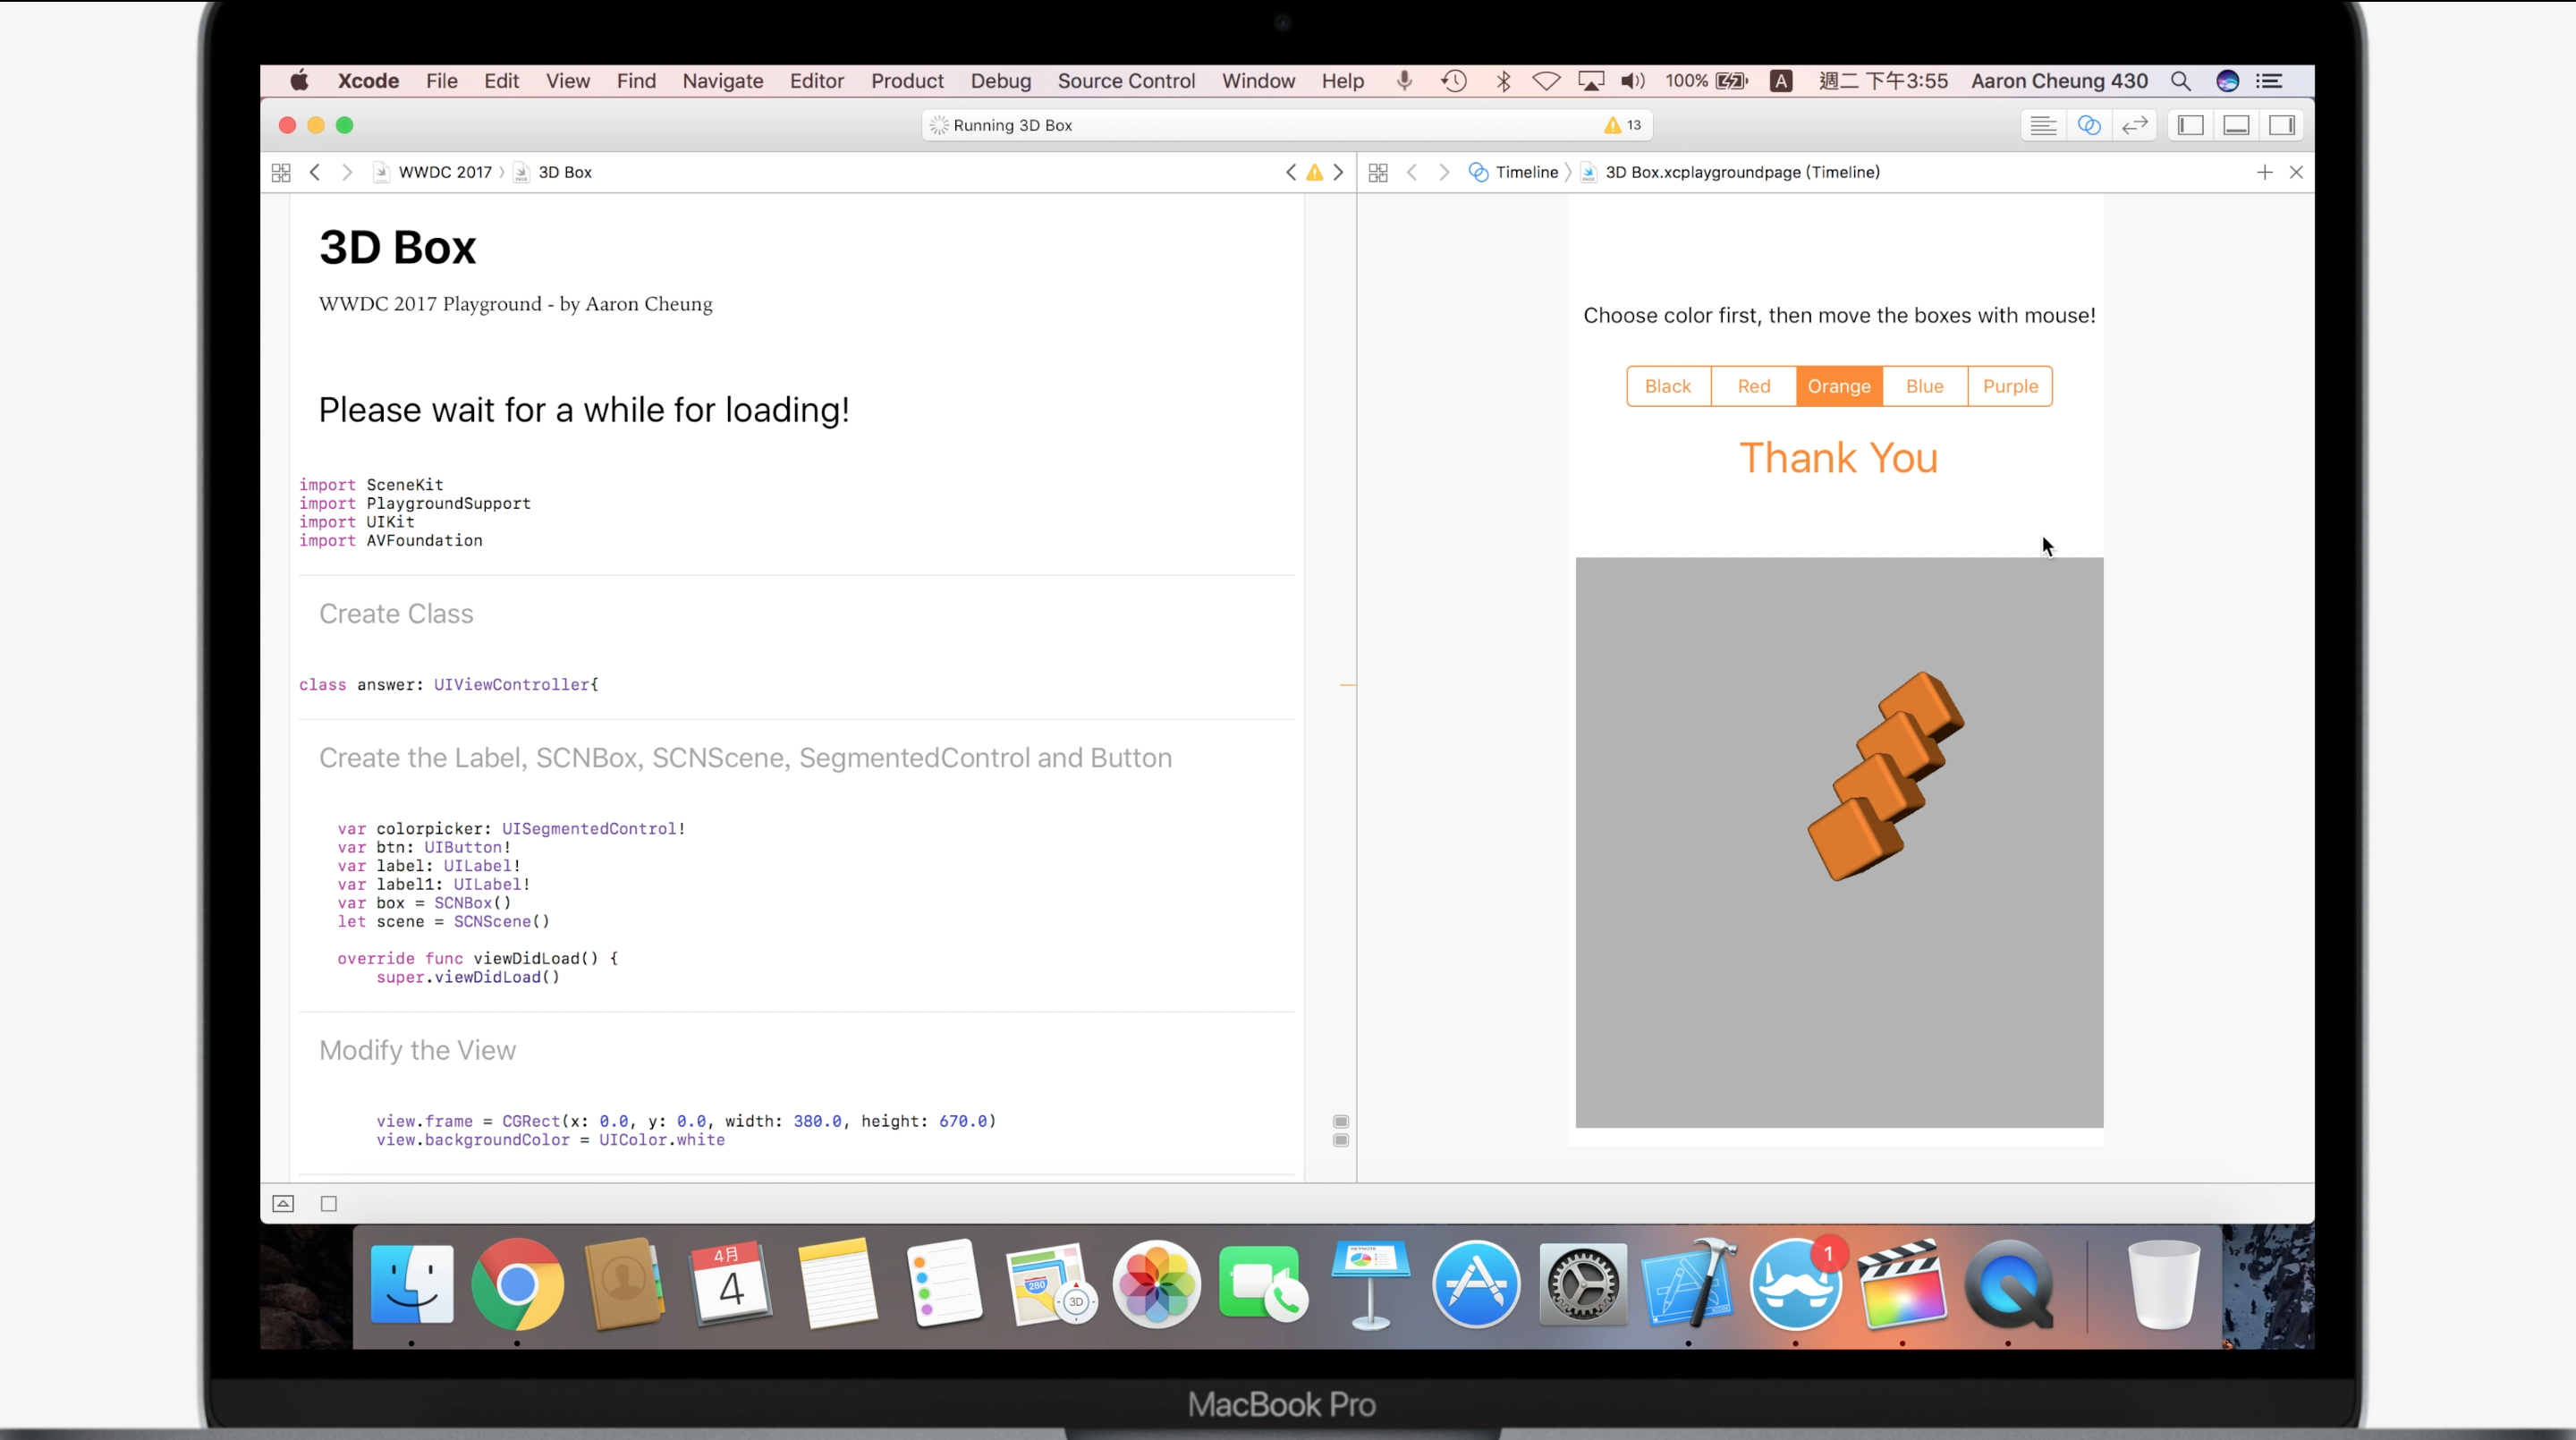 Xcode File Edit View Find Navigate Editor Product Debug Source Control Window Help 100% A 週二 下午3:55 Aaron Cheung 430
Running 3D Box 13
WWDC 2017 3D Box
Timeline 3D Box.xcplaygroundpage (Timeline)
3D Box
WWDC 2017 Playground - by Aaron Cheung
Please wait for a while for loading!
import SceneKit
import PlaygroundSupport
import UIKit
import AVFoundation
Create Class
class answer: UIViewController{
Create the Label, SCNBox, SCNScene, SegmentedControl and Button
var colorpicker: UISegmentedControl!
var btn: UIButton!
var label: UILabel!
var label1: UILabel!
var box = SCNBox()
let scene = SCNScene()
override func viewDidLoad() {
super.viewDidLoad()
Modify the View
view.frame = CGRect(x: 0.0, y: 0.0, width: 380.0, height: 670.0)
view.backgroundColor = UIColor.white
Choose color first, then move the boxes with mouse!
Black Red Orange Blue Purple
Thank You
4月
4
280
3D
KEYNOTE
1
MacBook Pro